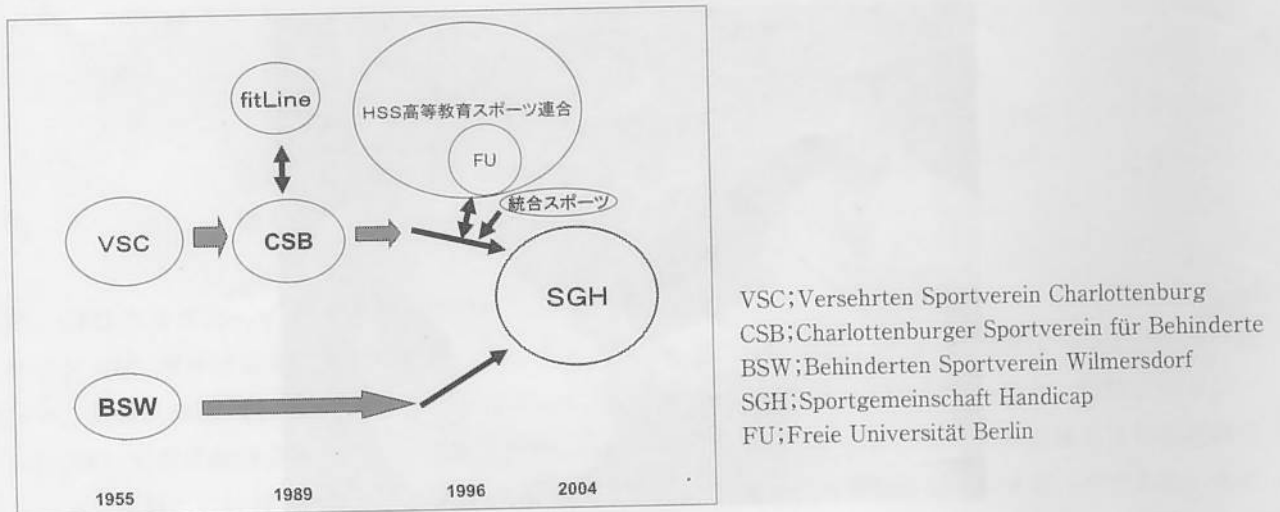 fitLine
HSS高等教育スポーツ連合
FU
統合スポーツ
VSC
CSB
SGH
BSW
1955
1989
1996
2004
VSC;Versehrten Sportverein Charlottenburg
CSB;Charlottenburger Sportverein für Behinderte
BSW;Behinderten Sportverein Wilmersdorf
SGH;Sportgemeinschaft Handicap
FU;Freie Universität Berlin